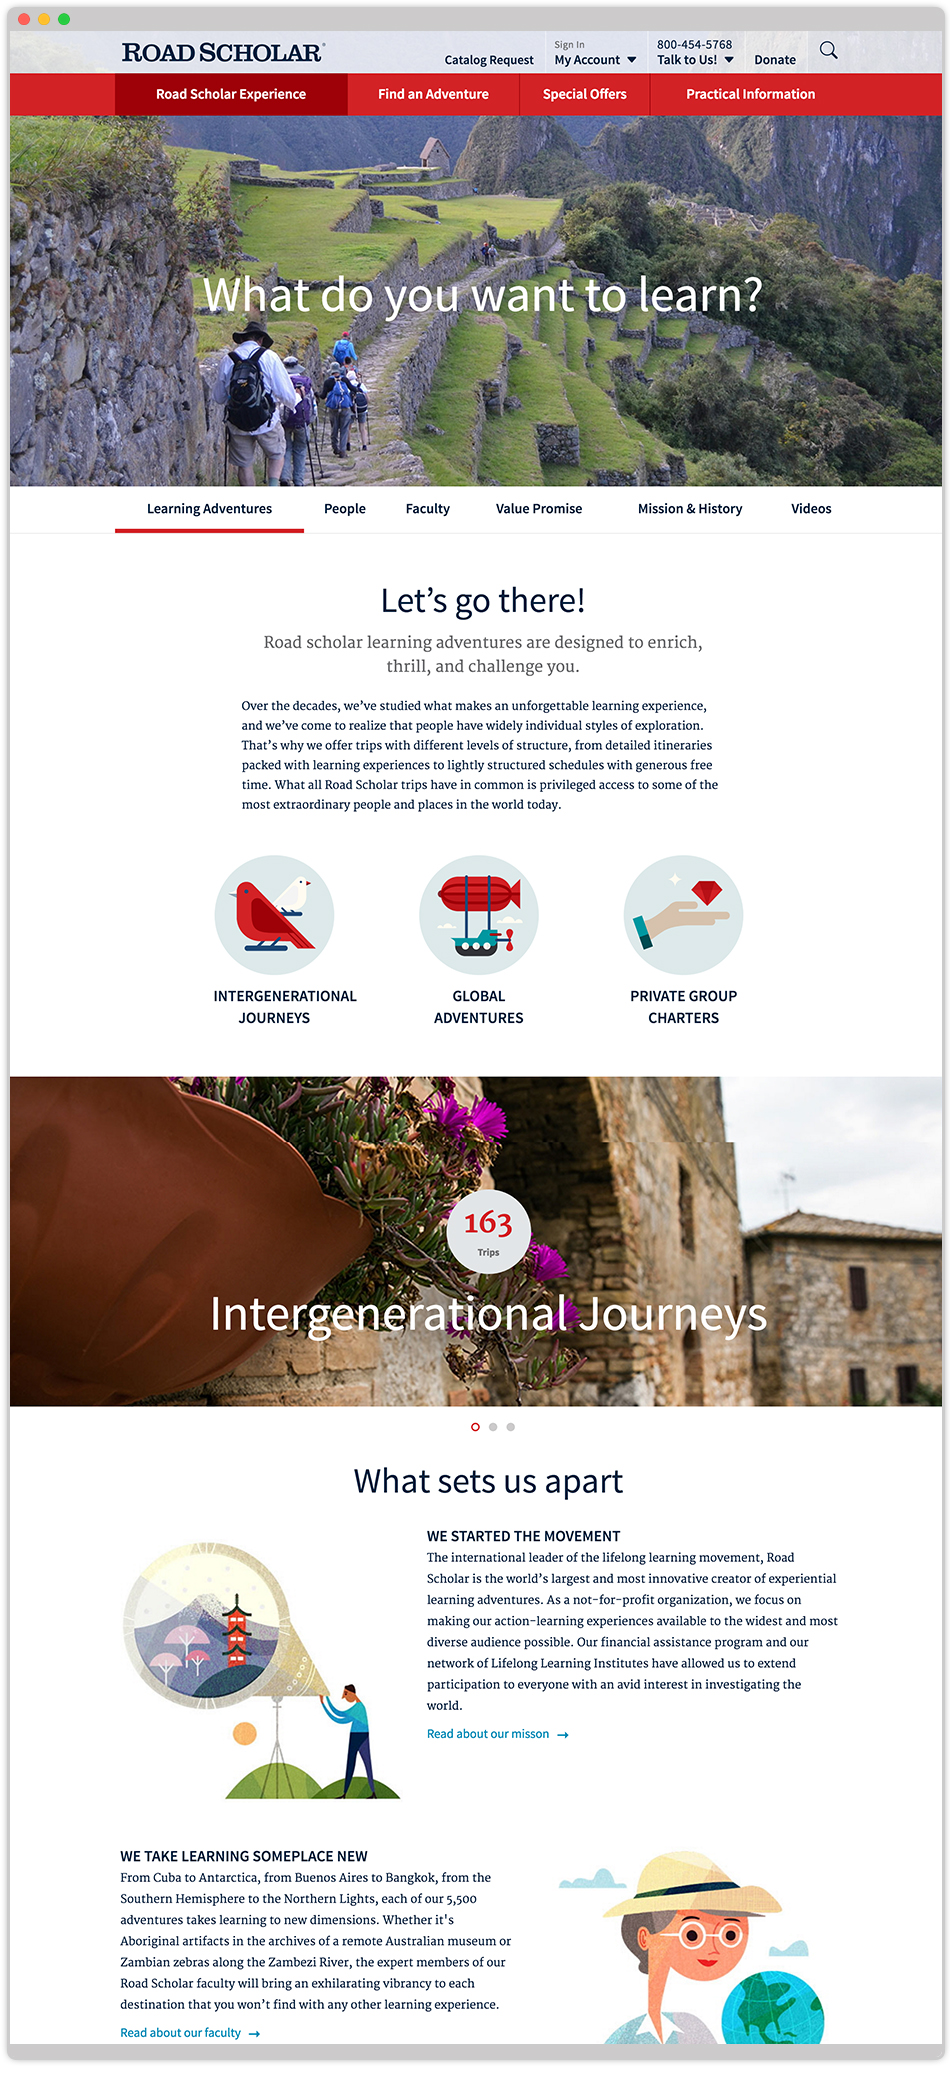 ROAD SCHOLAR®
Catalog Request
Sign In
My Account
800-454-5768
Talk to Us!
Donate
Road Scholar Experience
Find an Adventure
Special Offers
Practical Information
What do you want to learn?
Learning Adventures
People
Faculty
Value Promise
Mission & History
Videos
Let’s go there!
Road scholar learning adventures are designed to enrich,
thrill, and challenge you.
Over the decades, we’ve studied what makes an unforgettable learning experience,
and we’ve come to realize that people have widely individual styles of exploration.
That’s why we offer trips with different levels of structure, from detailed itineraries
packed with learning experiences to lightly structured schedules with generous free
time. What all Road Scholar trips have in common is privileged access to some of the
most extraordinary people and places in the world today.
INTERGENERATIONAL
JOURNEYS
GLOBAL
ADVENTURES
PRIVATE GROUP
CHARTERS
163
Trips
Intergenerational Journeys
What sets us apart
WE STARTED THE MOVEMENT
The international leader of the lifelong learning movement, Road
Scholar is the world’s largest and most innovative creator of experiential
learning adventures. As a not-for-profit organization, we focus on
making our action-learning experiences available to the widest and most
diverse audience possible. Our financial assistance program and our
network of Lifelong Learning Institutes have allowed us to extend
participation to everyone with an avid interest in investigating the
world.
Read about our misson →
WE TAKE LEARNING SOMEPLACE NEW
From Cuba to Antarctica, from Buenos Aires to Bangkok, from the
Southern Hemisphere to the Northern Lights, each of our 5,500
adventures takes learning to new dimensions. Whether it's
Aboriginal artifacts in the archives of a remote Australian museum or
Zambian zebras along the Zambezi River, the expert members of our
Road Scholar faculty will bring an exhilarating vibrancy to each
destination that you won’t find with any other learning experience.
Read about our faculty →